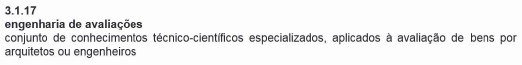 3.1.17
engenharia de avaliações
conjunto de conhecimentos técnico-científicos especializados, aplicados à avaliação de bens por
arquitetos ou engenheiros